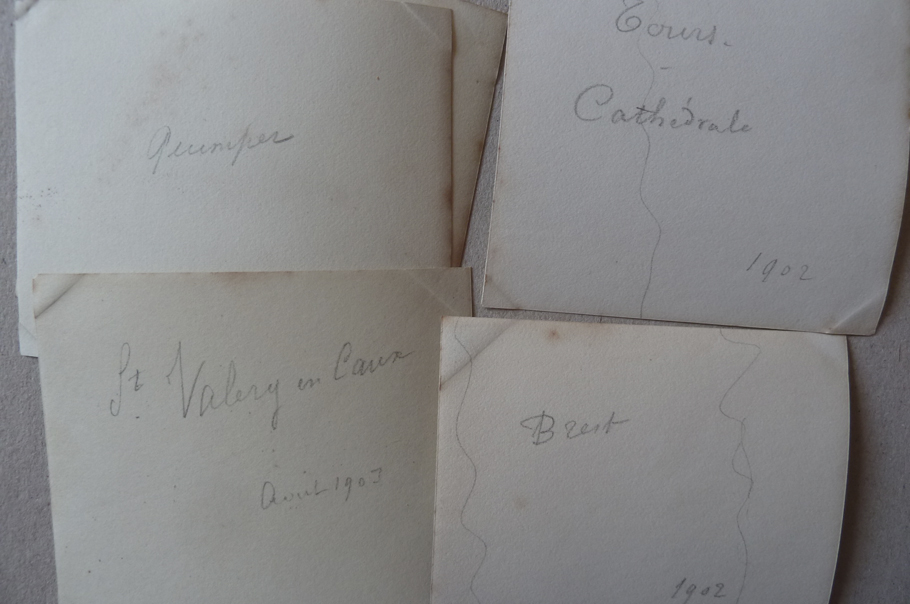 Quimper
Tours.
Cathédrale
1902
St Valery en Caux
Avril 1903
Brest
1902